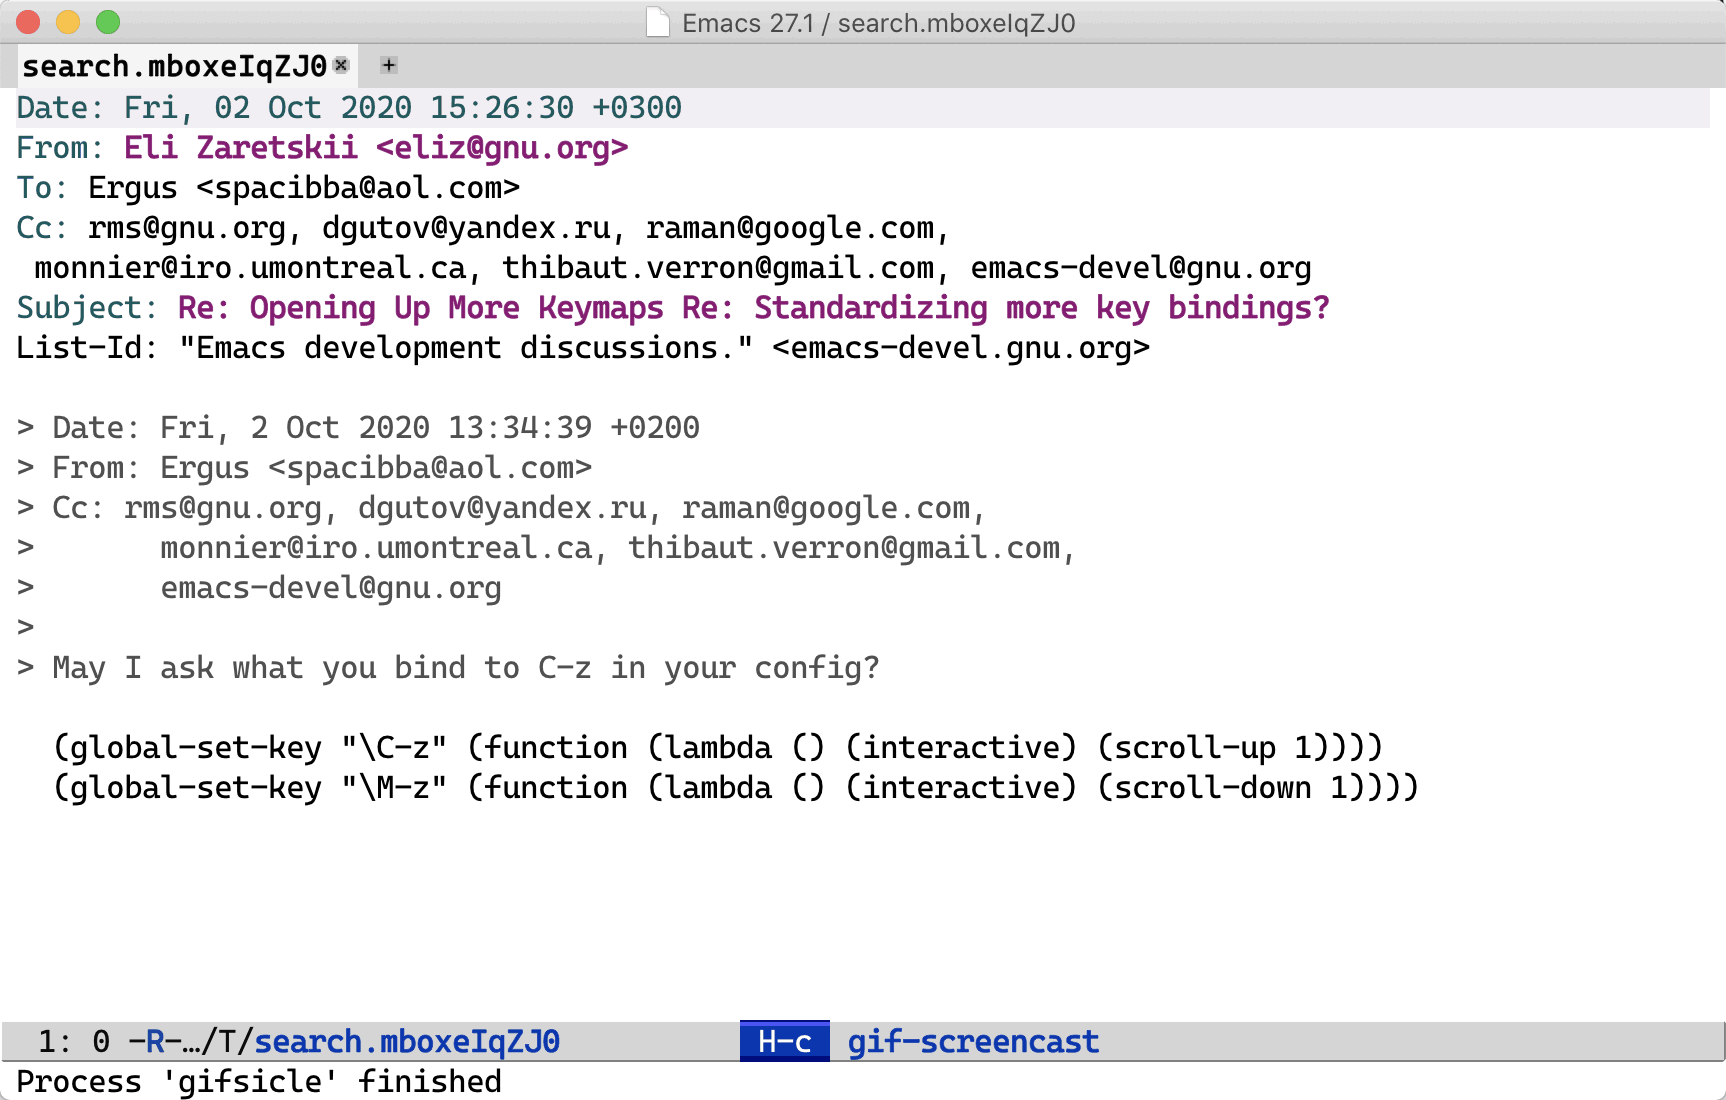 Emacs 27.1 / search.mboxeIqZJ0
search.mboxeIqZJ0 +
Date: Fri, 02 Oct 2020 15:26:30 +0300
From: Eli Zaretskii <eliz@gnu.org>
To: Ergus <spacibba@aol.com>
Cc: rms@gnu.org, dgutov@yandex.ru, raman@google.com,
 monnier@iro.umontreal.ca, thibaut.verron@gmail.com, emacs-devel@gnu.org
Subject: Re: Opening Up More Keymaps Re: Standardizing more key bindings?
List-Id: "Emacs development discussions." <emacs-devel.gnu.org>
> Date: Fri, 2 Oct 2020 13:34:39 +0200
> From: Ergus <spacibba@aol.com>
> Cc: rms@gnu.org, dgutov@yandex.ru, raman@google.com,
>       monnier@iro.umontreal.ca, thibaut.verron@gmail.com,
>       emacs-devel@gnu.org
>
> May I ask what you bind to C-z in your config?
  (global-set-key "\C-z" (function (lambda () (interactive) (scroll-up 1))))
  (global-set-key "\M-z" (function (lambda () (interactive) (scroll-down 1))))
1: 0 -R-…/T/search.mboxeIqZJ0 H-c gif-screencast
Process 'gifsicle' finished